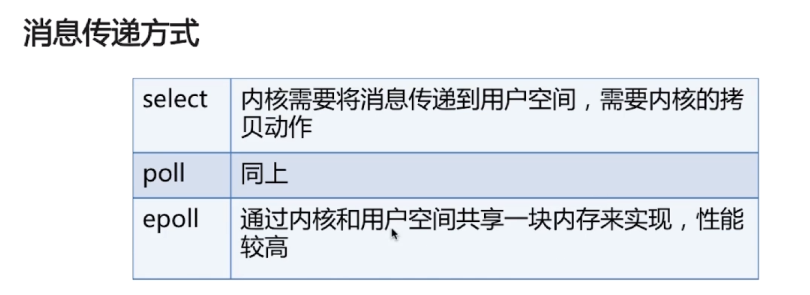 消息传递方式
select
内核需要将消息传递到用户空间，需要内核的拷
贝动作
poll
同上
epoll
通过内核和用户空间共享一块内存来实现，性能
较高